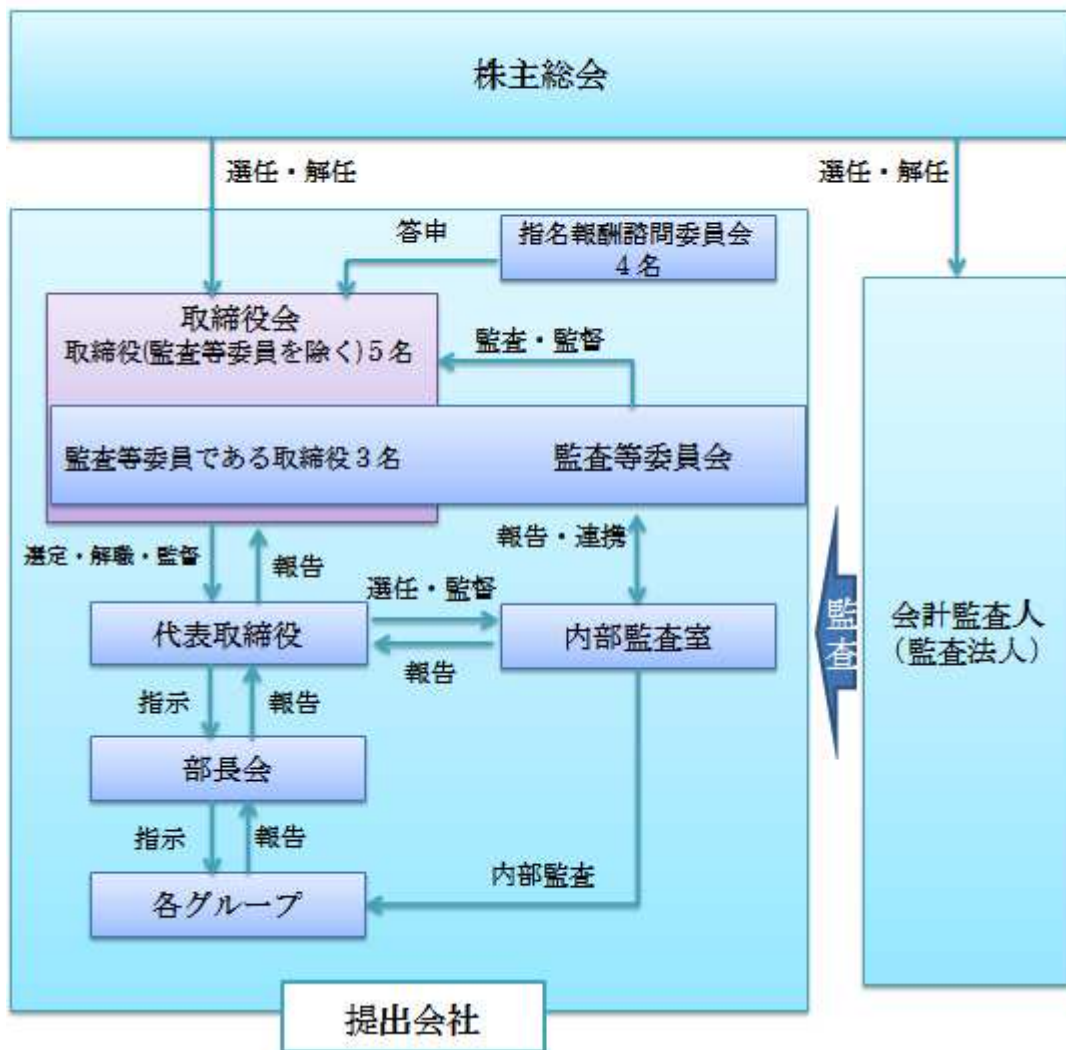 株主総会
選任・解任
選任・解任
答申
指名報酬諮問委員会
4名
取締役会
取締役(監査等委員を除く)5名
監査・監督
監査等委員である取締役3名
監査等委員会
選定・解職・監督
報告
報告・連携
選任・監督
代表取締役
内部監査室
報告
監査
会計監査人
(監査法人)
指示
報告
部長会
指示
報告
内部監査
各グループ
提出会社